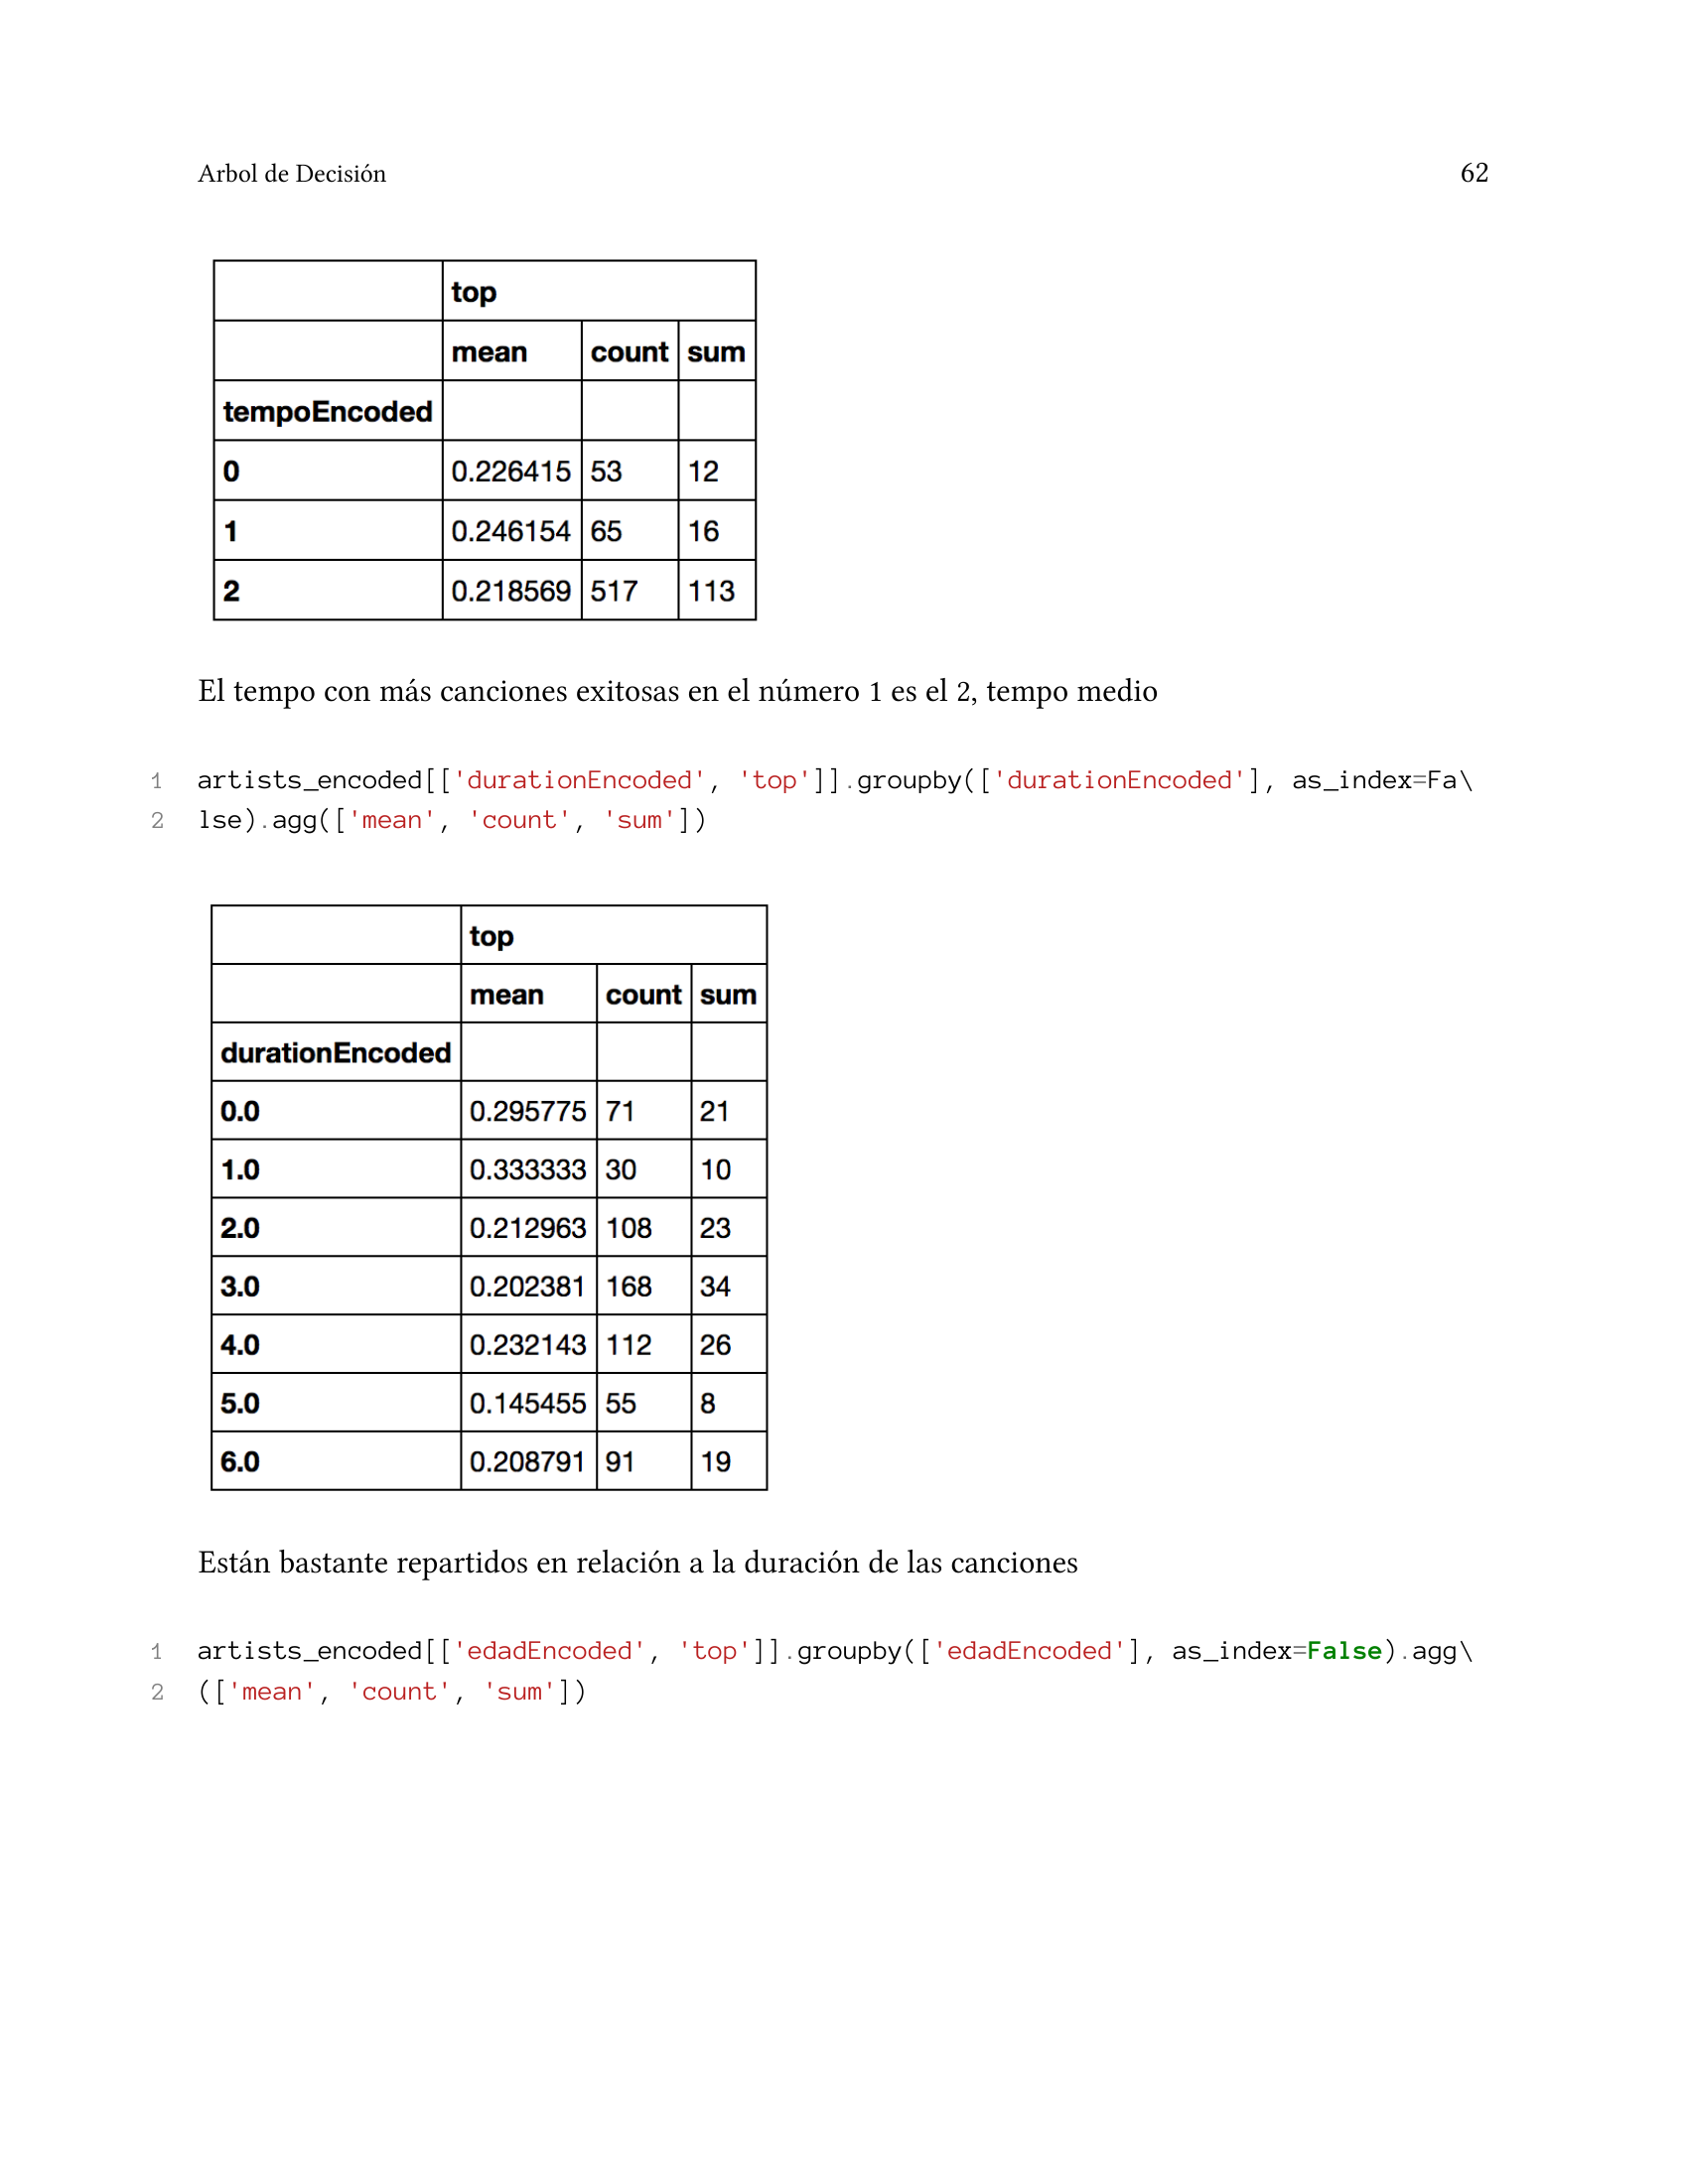 Arbol de Decisión 62
top
mean count sum
tempoEncoded
0 0.226415 53 12
1 0.246154 65 16
2 0.218569 517 113
El tempo con más canciones exitosas en el número 1 es el 2, tempo medio
1 artists_encoded[['durationEncoded', 'top']].groupby(['durationEncoded'], as_index=Fa\
2 lse).agg(['mean', 'count', 'sum'])
top
mean count sum
durationEncoded
0.0 0.295775 71 21
1.0 0.333333 30 10
2.0 0.212963 108 23
3.0 0.202381 168 34
4.0 0.232143 112 26
5.0 0.145455 55 8
6.0 0.208791 91 19
Están bastante repartidos en relación a la duración de las canciones
1 artists_encoded[['edadEncoded', 'top']].groupby(['edadEncoded'], as_index=False).agg\
2 (['mean', 'count', 'sum'])